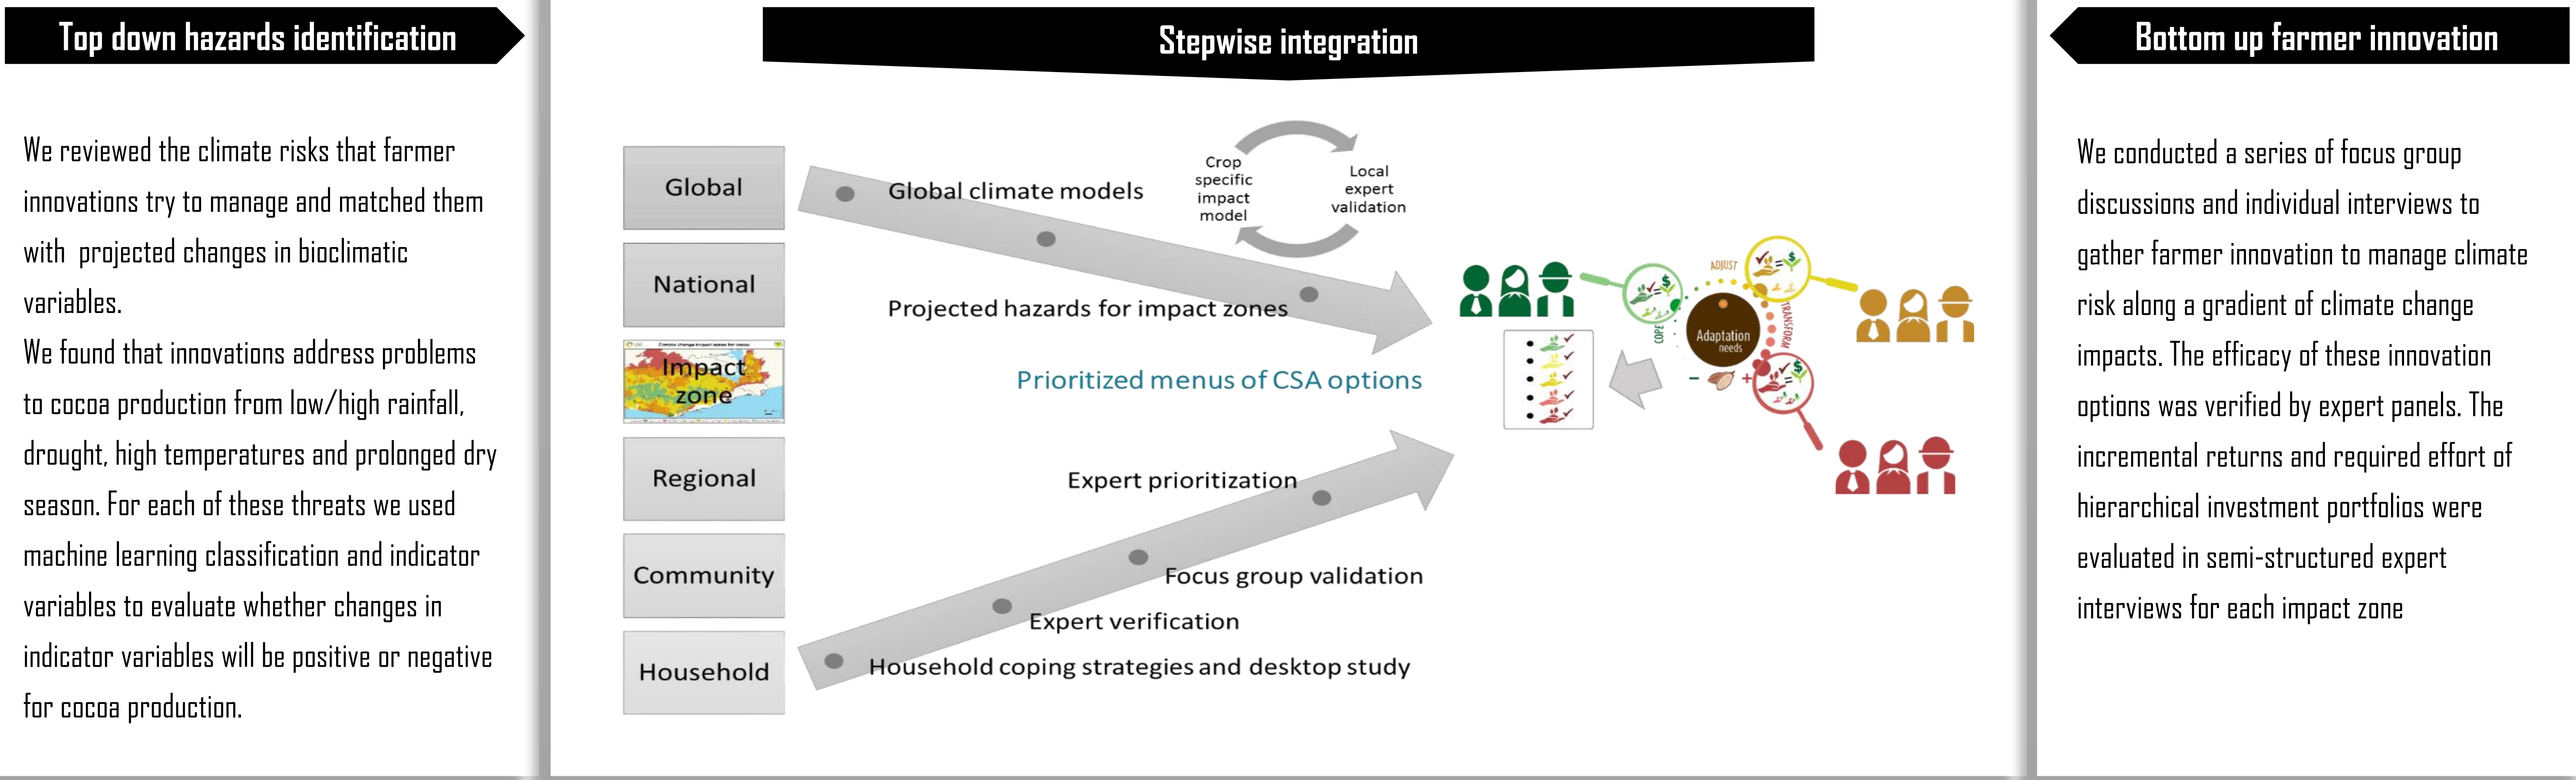 Top down hazards identification
We reviewed the climate risks that farmer
innovations try to manage and matched them
with projected changes in bioclimatic
variables.
We found that innovations address problems
to cocoa production from low/high rainfall,
drought, high temperatures and prolonged dry
season. For each of these threats we used
machine learning classification and indicator
variables to evaluate whether changes in
indicator variables will be positive or negative
for cocoa production.
Stepwise integration
Global
National
Climate change impact zones for cocoa
Impact
zone
Regional
Community
Household
Global climate models
Projected hazards for impact zones
Crop
specific
impact
model
Local
expert
validation
Prioritized menus of CSA options
Expert prioritization
Focus group validation
Expert verification
Household coping strategies and desktop study
COPE
ADJUST
TRANSFORM
Adaptation
needs
- +
Bottom up farmer innovation
We conducted a series of focus group
discussions and individual interviews to
gather farmer innovation to manage climate
risk along a gradient of climate change
impacts. The efficacy of these innovation
options was verified by expert panels. The
incremental returns and required effort of
hierarchical investment portfolios were
evaluated in semi-structured expert
interviews for each impact zone